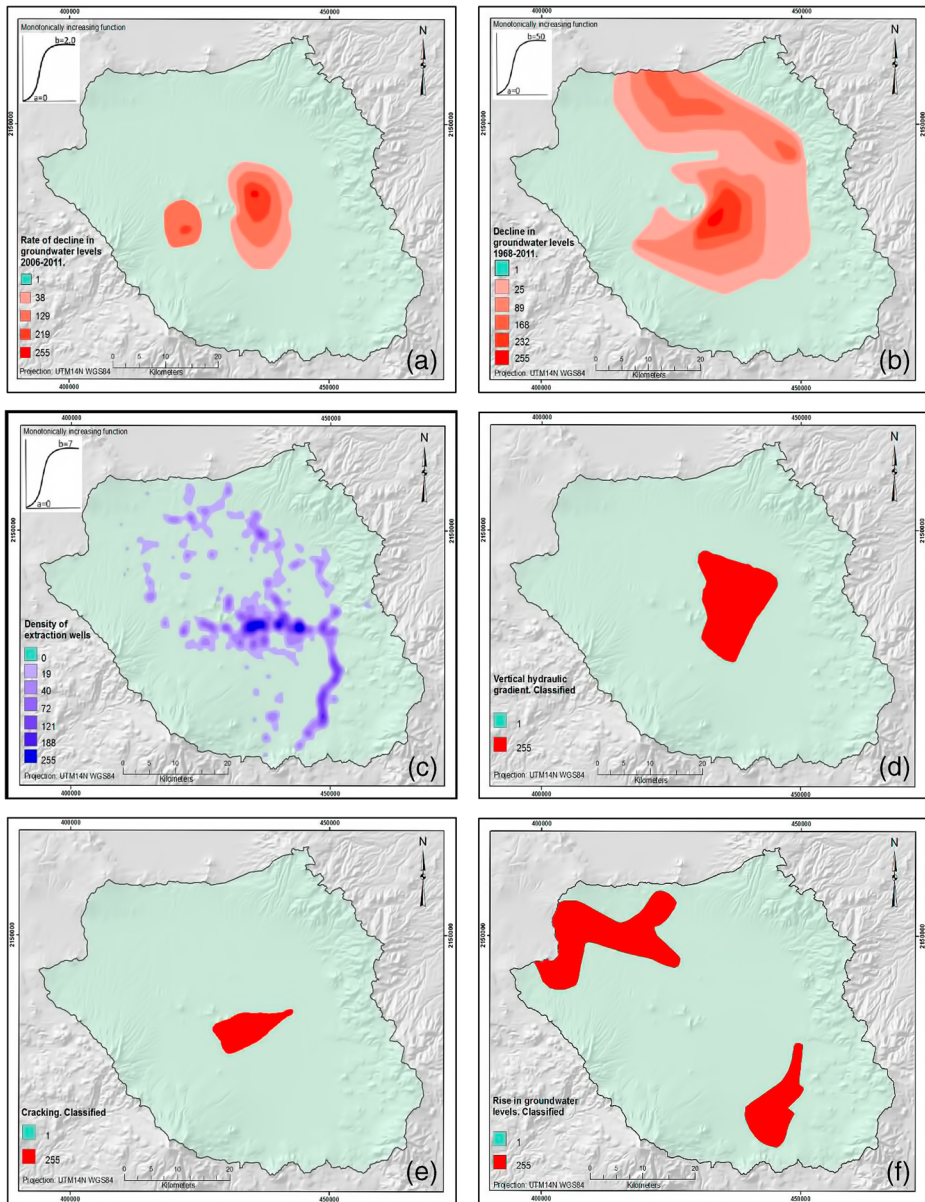 400000
450000
Monotonically increasing function
b=2.0
a=0
N
2150000
Rate of decline in
groundwater levels
2006-2011.
1
38
129
219
255
0 5 10 20
Kilometers
Projection: UTM14N WGS84
(a)
400000
450000
400000
450000
Monotonically increasing function
b=50
a=0
N
2150000
2150000
Decline in
groundwater levels
1968-2011.
1
25
89
168
232
255
0 5 10 20
Kilometers
Projection: UTM14N WGS84
(b)
400000
450000
400000
450000
Monotonically increasing function
b=7
a=0
N
2150000
Density of
extraction wells
0
19
40
72
121
188
255
0 5 10 20
Kilometers
Projection: UTM14N WGS84
(c)
400000
450000
400000
450000
N
2150000
2150000
Vertical hydraulic
gradient. Classified
1
255
0 5 10 20
Kilometers
Projection: UTM14N WGS84
(d)
400000
450000
400000
450000
N
2150000
Cracking. Classified
1
255
0 5 10 20
Kilometers
Projection: UTM14N WGS84
(e)
400000
450000
N
2150000
2150000
Rise in groundwater
levels. Classified
1
255
0 5 10 20
Kilometers
Projection: UTM14N WGS84
(f)